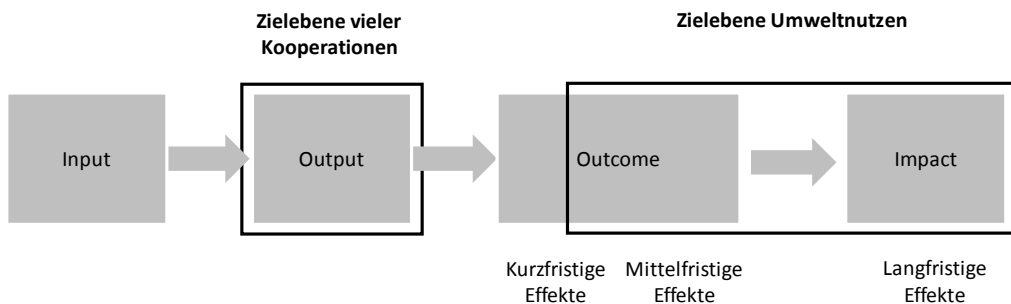 Zielebene vieler
Kooperationen
Zielebene Umweltnutzen
Input
Output
Outcome
Impact
Kurzfristige
Effekte
Mittelfristige
Effekte
Langfristige
Effekte